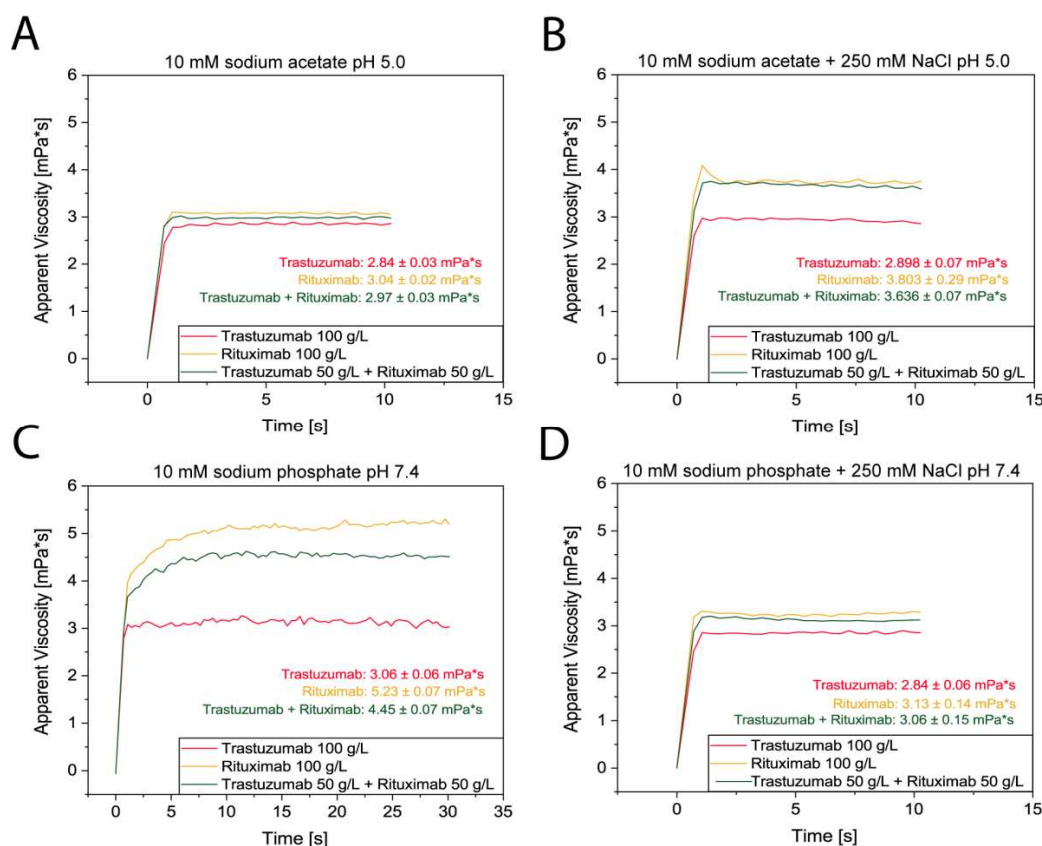 A
10 mM sodium acetate pH 5.0
Apparent Viscosity [mPa*s]
6
5
4
3
2
1
0
Trastuzumab: 2.84 ± 0.03 mPa*s
Rituximab: 3.04 ± 0.02 mPa*s
Trastuzumab + Rituximab: 2.97 ± 0.03 mPa*s
Trastuzumab 100 g/L
Rituximab 100 g/L
Trastuzumab 50 g/L + Rituximab 50 g/L
0 5 10 15
Time [s]
B
10 mM sodium acetate + 250 mM NaCl pH 5.0
Apparent Viscosity [mPa*s]
6
5
4
3
2
1
0
Trastuzumab: 2.898 ± 0.07 mPa*s
Rituximab: 3.803 ± 0.29 mPa*s
Trastuzumab + Rituximab: 3.636 ± 0.07 mPa*s
Trastuzumab 100 g/L
Rituximab 100 g/L
Trastuzumab 50 g/L + Rituximab 50 g/L
0 5 10 15
Time [s]
C
10 mM sodium phosphate pH 7.4
Apparent Viscosity [mPa*s]
6
5
4
3
2
1
0
Trastuzumab: 3.06 ± 0.06 mPa*s
Rituximab: 5.23 ± 0.07 mPa*s
Trastuzumab + Rituximab: 4.45 ± 0.07 mPa*s
Trastuzumab 100 g/L
Rituximab 100 g/L
Trastuzumab 50 g/L + Rituximab 50 g/L
0 5 10 15 20 25 30 35
Time [s]
D
10 mM sodium phosphate + 250 mM NaCl pH 7.4
Apparent Viscosity [mPa*s]
6
5
4
3
2
1
0
Trastuzumab: 2.84 ± 0.06 mPa*s
Rituximab: 3.13 ± 0.14 mPa*s
Trastuzumab + Rituximab: 3.06 ± 0.15 mPa*s
Trastuzumab 100 g/L
Rituximab 100 g/L
Trastuzumab 50 g/L + Rituximab 50 g/L
0 5 10 15
Time [s]